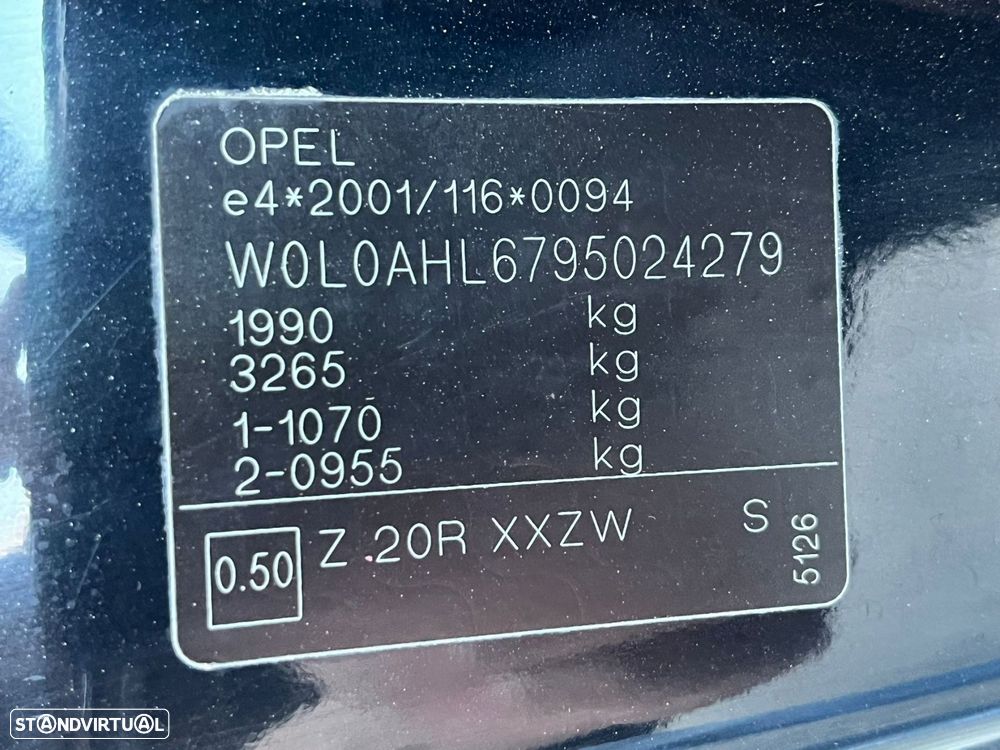 OPEL
e4*2001/116*0094
W0L0AHL6795024279
1990 kg
3265 kg
1-1070 kg
2-0955 kg
0.50 Z 20R XXZW S
5126
STANDVIRTUAL